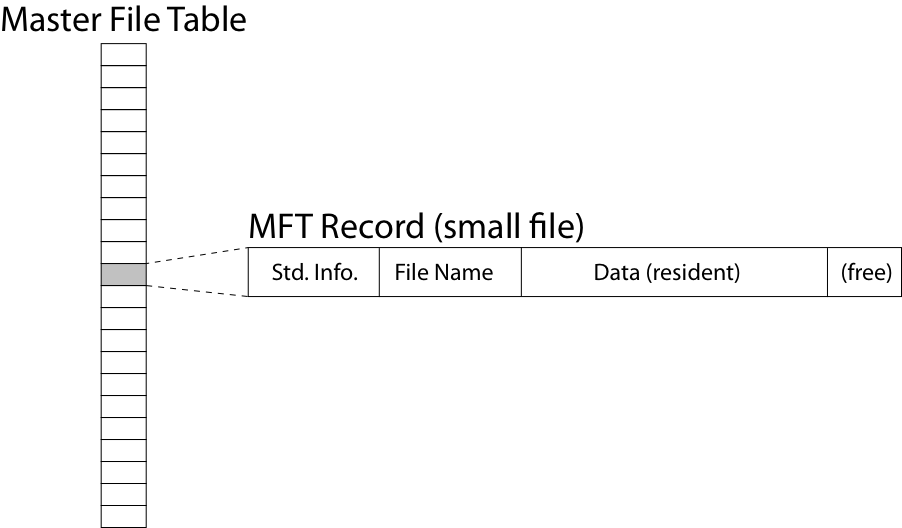 Master File Table
MFT Record (small file)
Std. Info.
File Name
Data (resident)
(free)